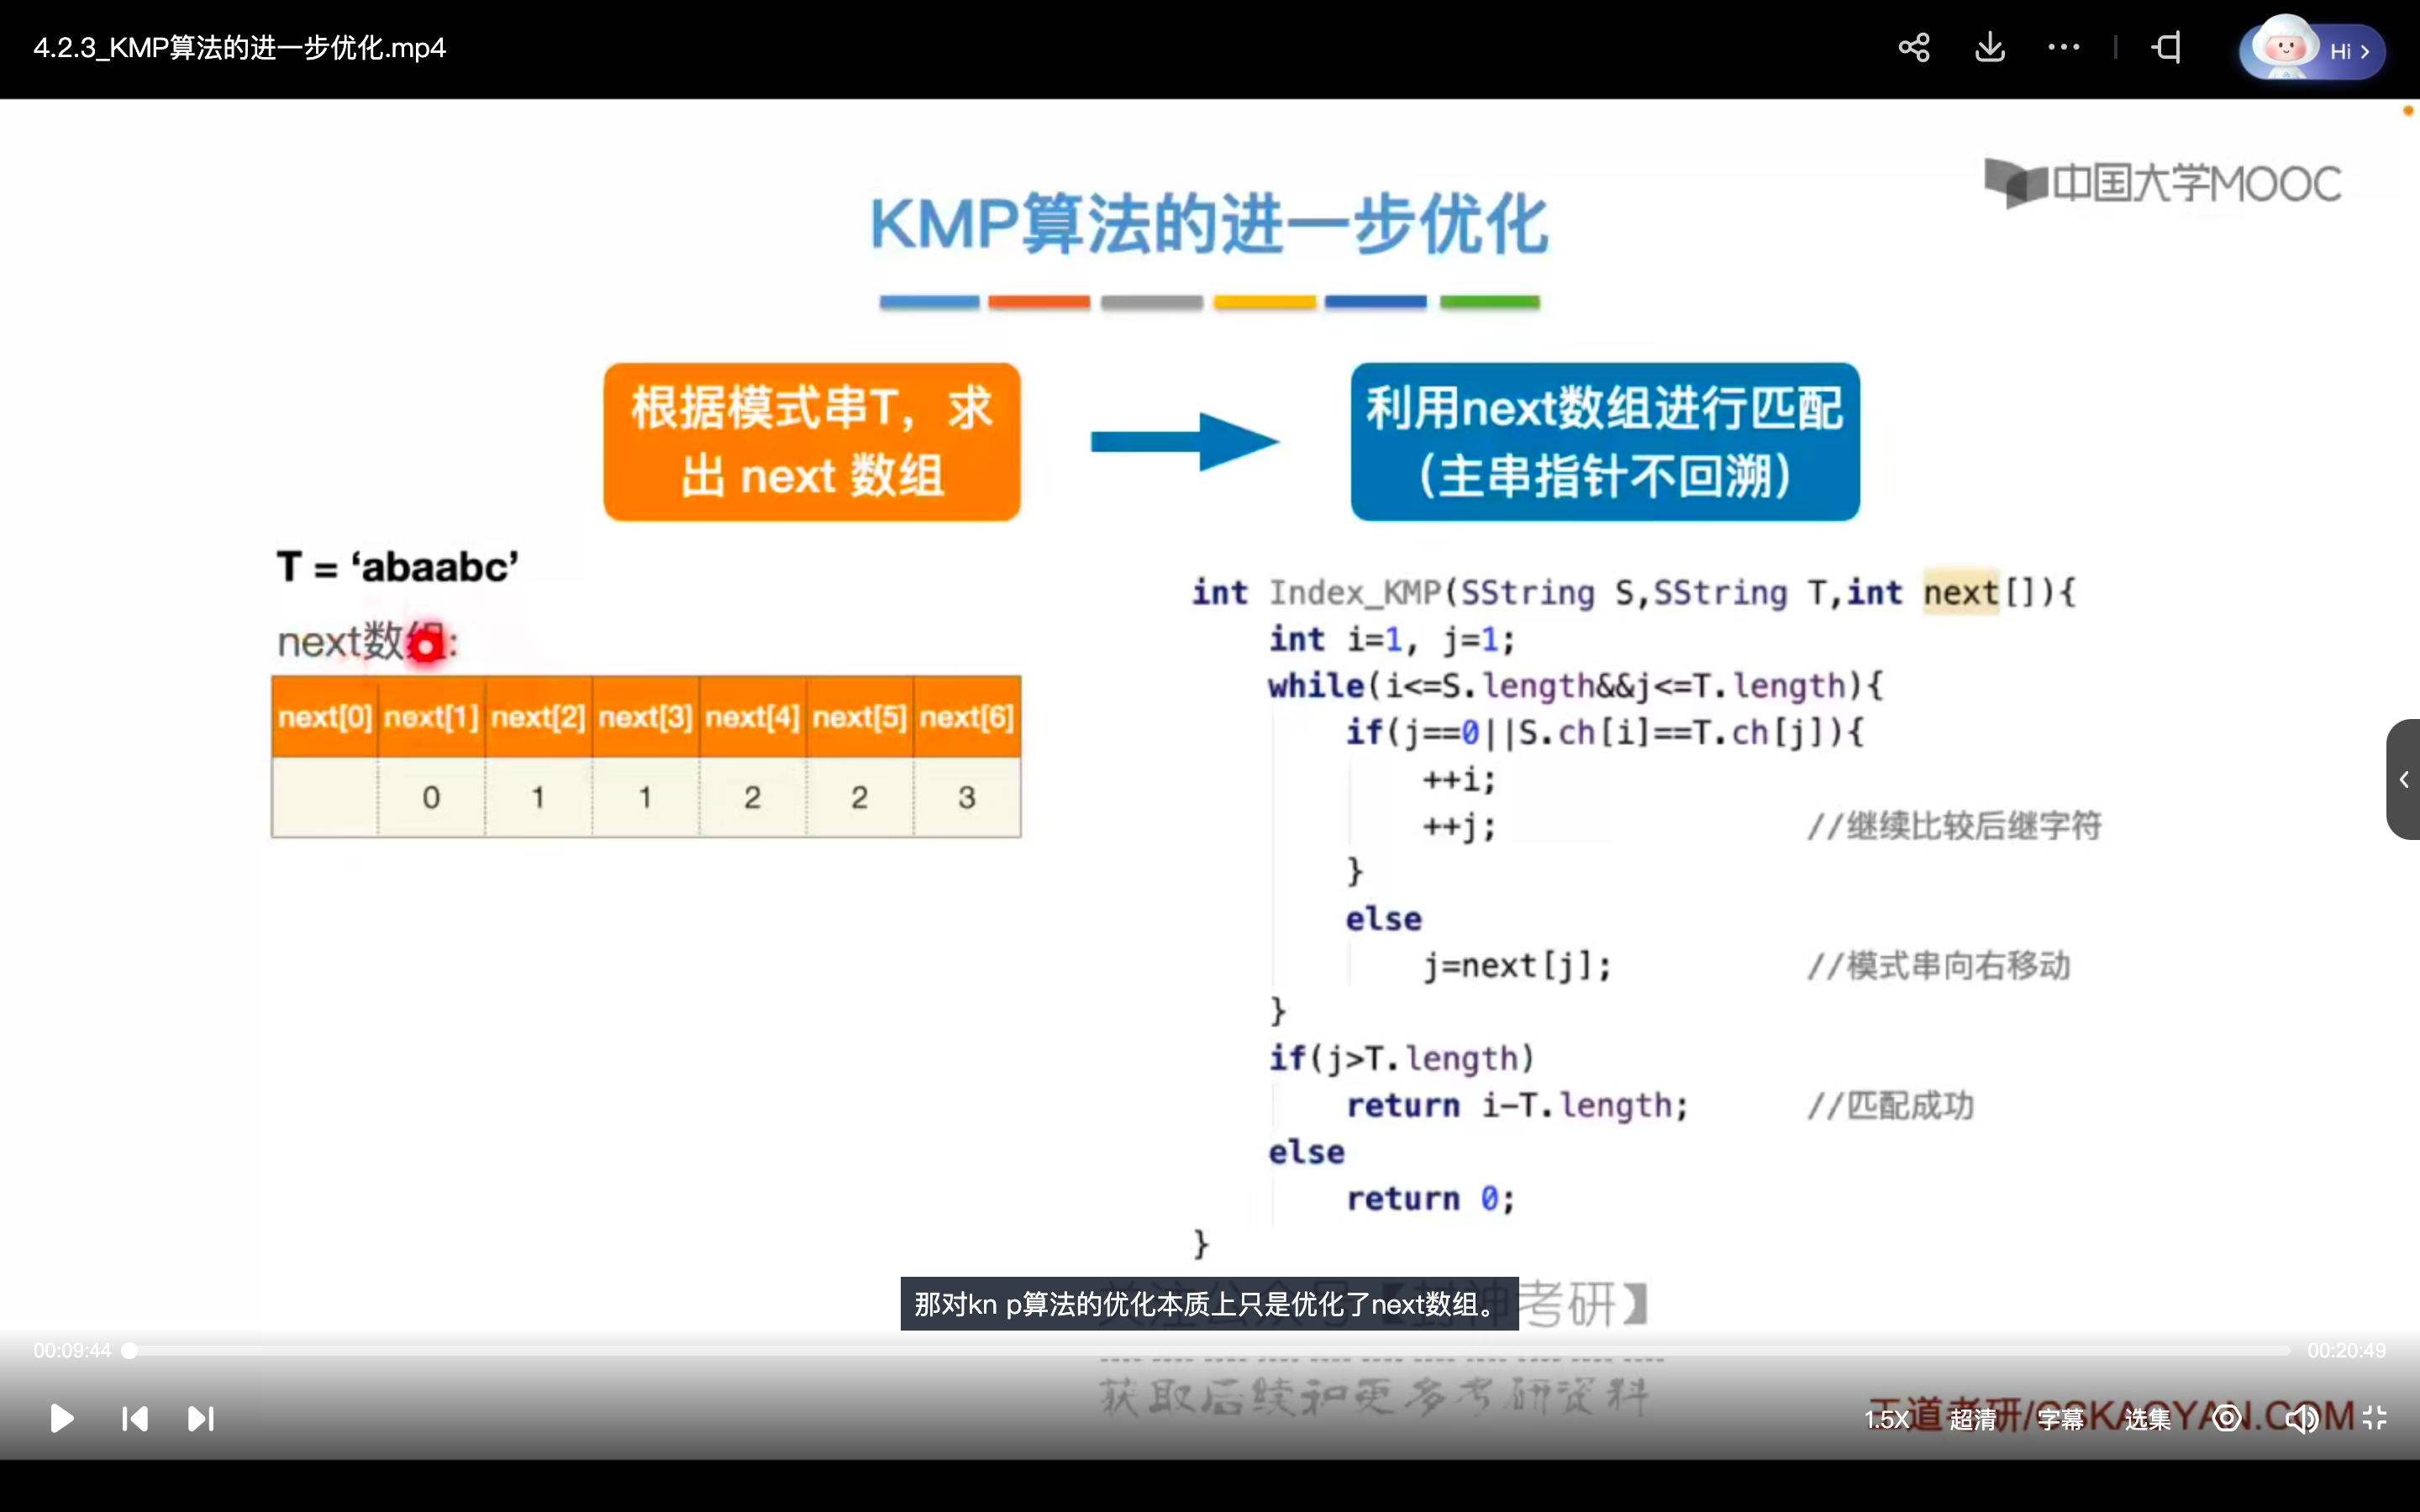 4.2.3_KMP算法的进一步优化.mp4
Hi
中国大学MOOC
KMP算法的进一步优化
根据模式串T，求
出 next 数组
利用next数组进行匹配
（主串指针不回溯）
T = ‘abaabc’
next数组:
next[0] next[1] next[2] next[3] next[4] next[5] next[6]
0 1 1 2 2 3
int Index_KMP(SString S,SString T,int next[]){
int i=1, j=1;
while(i<=S.length&&j<=T.length){
if(j==0||S.ch[i]==T.ch[j]){
++i;
++j; //继续比较后继字符
}
else
j=next[j]; //模式串向右移动
}
if(j>T.length)
return i-T.length; //匹配成功
else
return 0;
}
考研】
那对kn p算法的优化本质上只是优化了next数组。
00:09:44
00:20:49
获取后续和更多考研资料
王道考研/CSKAOYAN.COM
1.5X 超清 字幕 选集